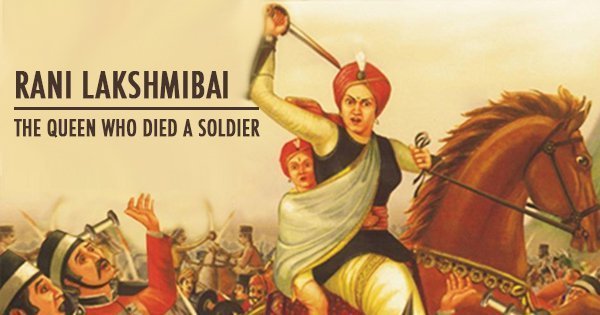 RANI LAKSHMIBAI
THE QUEEN WHO DIED A SOLDIER